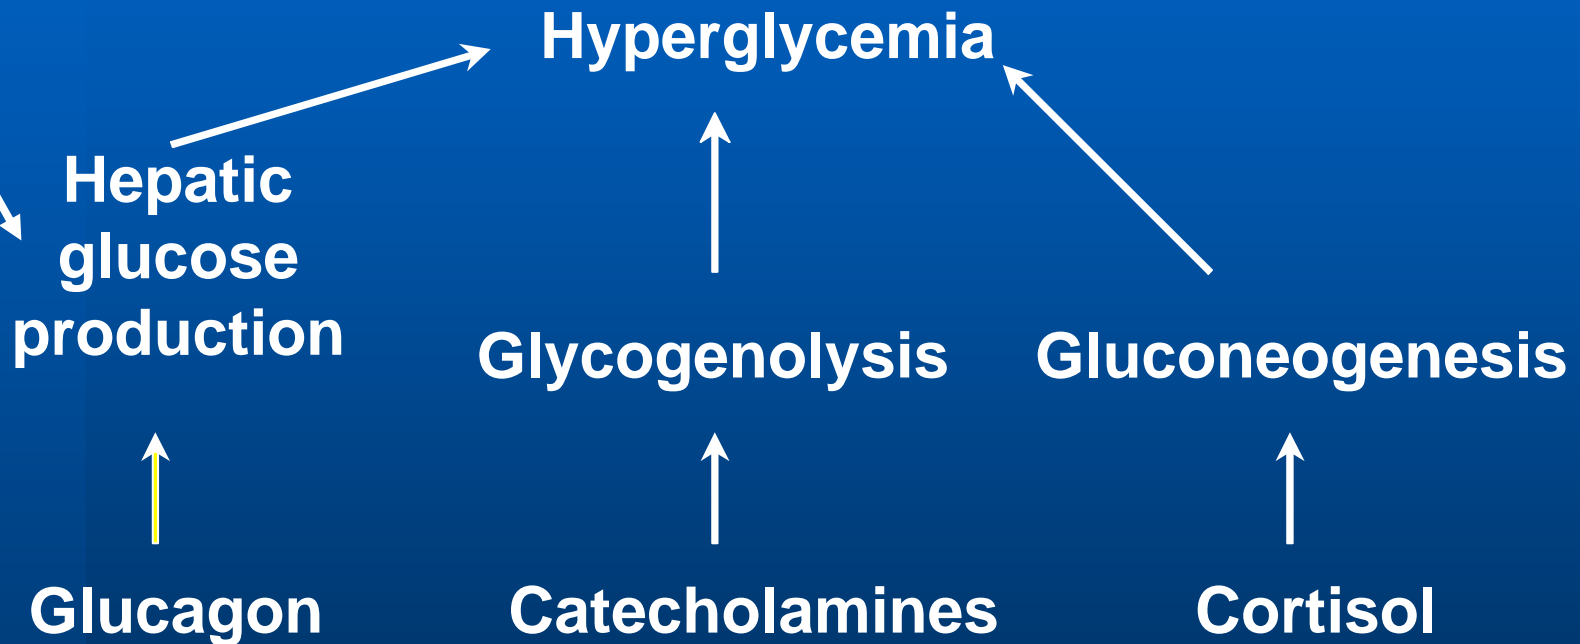 Hyperglycemia
Hepatic
glucose
production
Glycogenolysis
Gluconeogenesis
Glucagon
Catecholamines
Cortisol